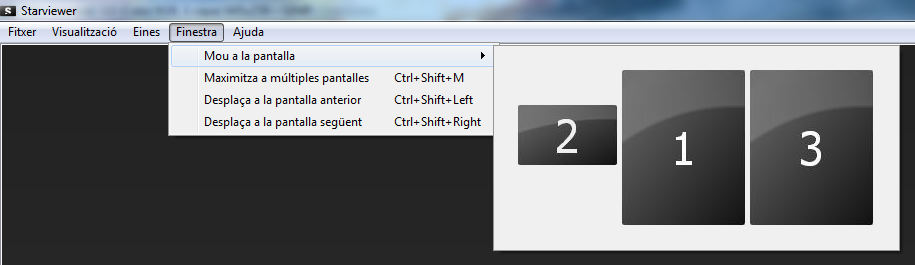 S Starviewer
Fitxer Visualització Eines Finestra Ajuda
Mou a la pantalla
Maximitza a múltiples pantalles Ctrl+Shift+M
Desplaça a la pantalla anterior Ctrl+Shift+Left
Desplaça a la pantalla següent Ctrl+Shift+Right
2 1 3